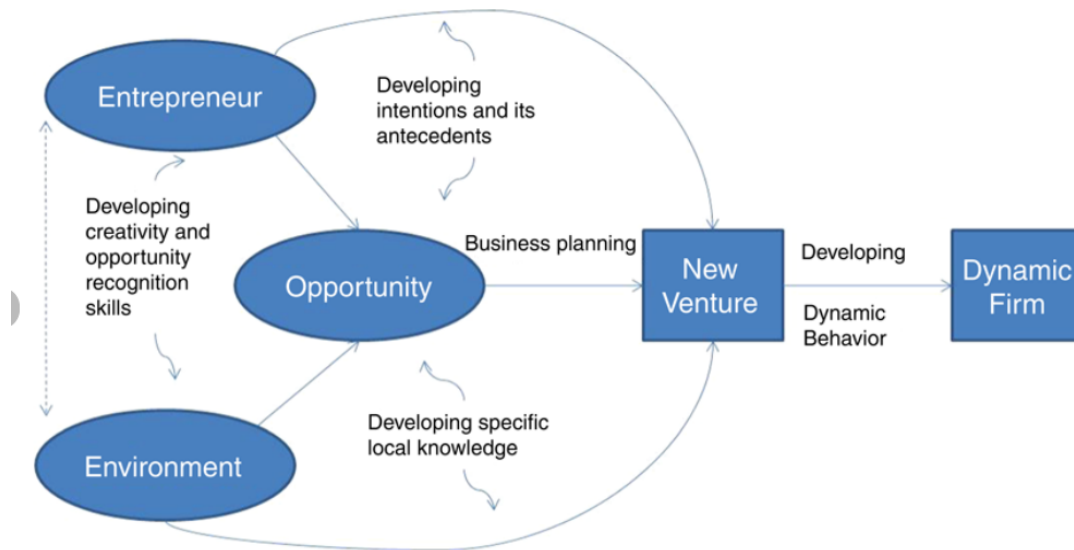 Entrepreneur
Developing
intentions and its
antecedents
Developing
creativity and
opportunity
recognition
skills
Opportunity
Business planning
New
Venture
Developing
Dynamic
Behavior
Dynamic
Firm
Developing specific
local knowledge
Environment